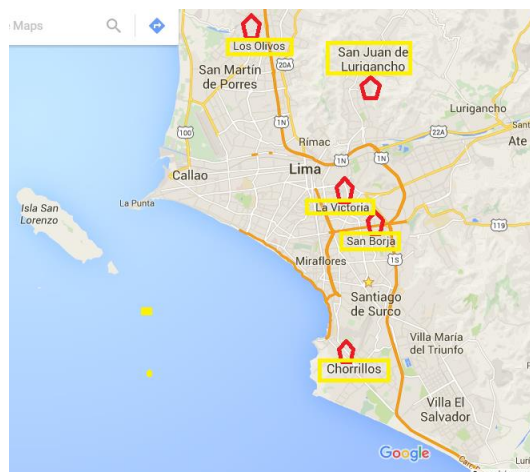 Maps
Los Olivos
San Juan de
Lurigancho
20A
San Martín
de Porres
Lurigancho
1N
100
Rímac
22A
Santa
Ate
Lima
1N
1N
Callao
Isla San
Lorenzo
La Punta
La Victoria
119
San Borja
Miraflores
1S
Santiago
de Surco
Villa María
del Triunfo
Chorrillos
Villa El
Salvador
Google